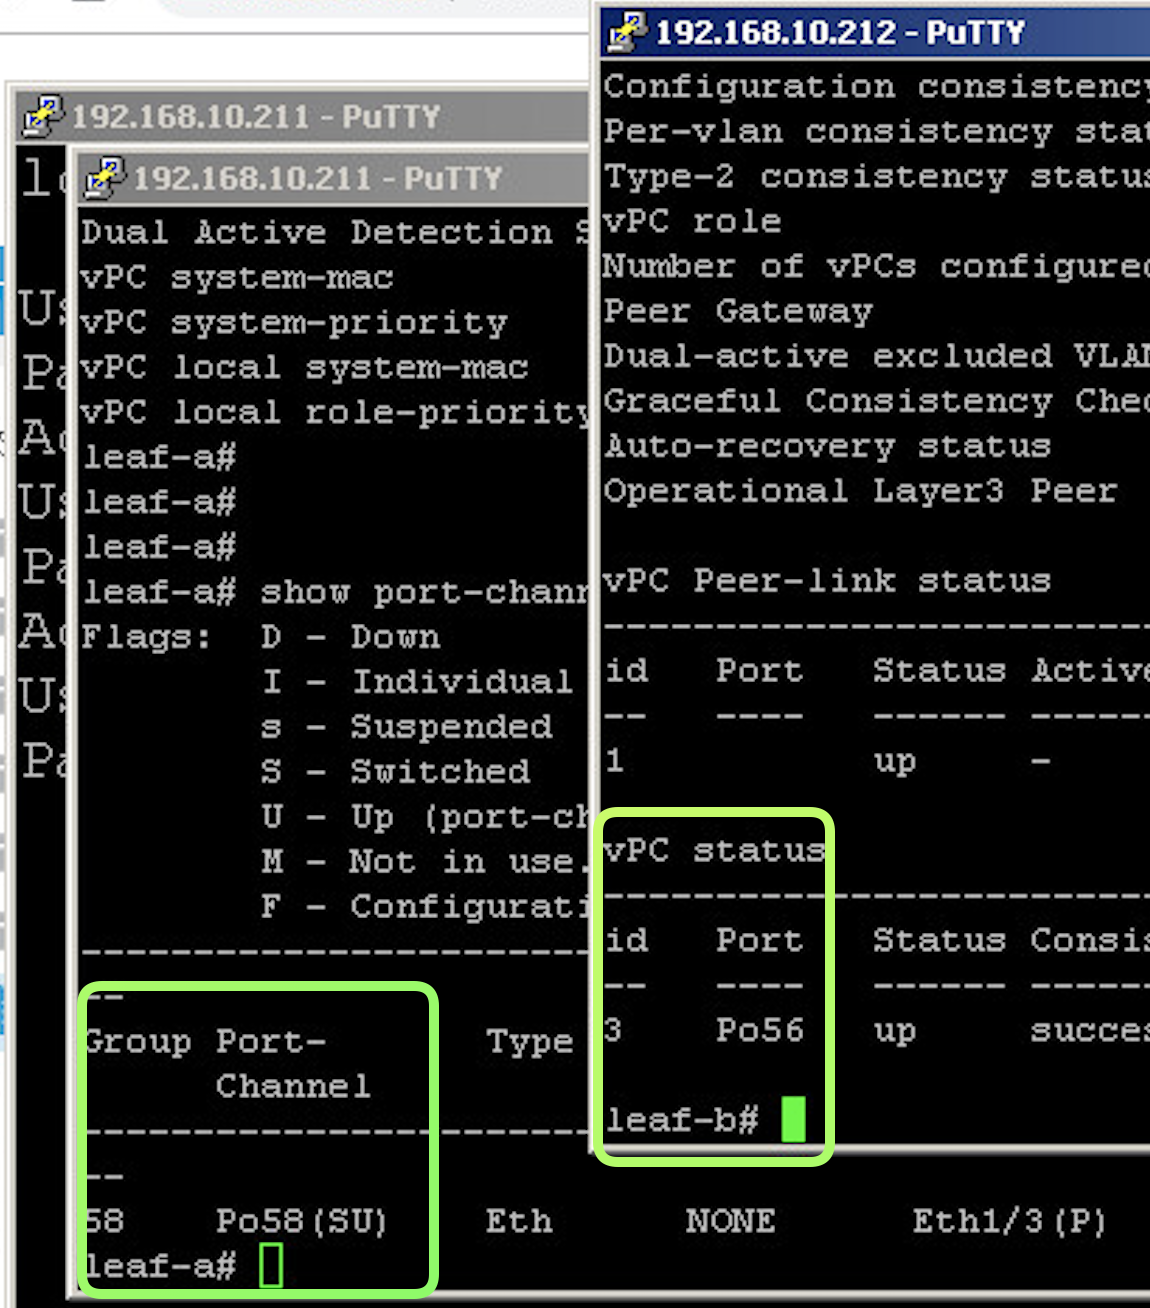 192.168.10.211 - PuTTY
192.168.10.211 - PuTTY
Dual Active Detection
vPC system-mac
vPC system-priority
vPC local system-mac
vPC local role-priority
leaf-a#
leaf-a#
leaf-a#
leaf-a# show port-chann
Flags: D - Down
I - Individual
s - Suspended
S - Switched
U - Up (port-ch
M - Not in use.
F - Configurati
--
Group Port- Type
Channel
--
58 Po58(SU) Eth NONE Eth1/3(P)
leaf-a#
192.168.10.212 - PuTTY
Configuration consistency
Per-vlan consistency stat
Type-2 consistency status
vPC role
Number of vPCs configured
Peer Gateway
Dual-active excluded VLAN
Graceful Consistency Chec
Auto-recovery status
Operational Layer3 Peer
vPC Peer-link status
id Port Status Active
-- ---- ------ ------
1 up -
vPC status
id Port Status Consis
-- ---- ------ ------
3 Po56 up succes
leaf-b#